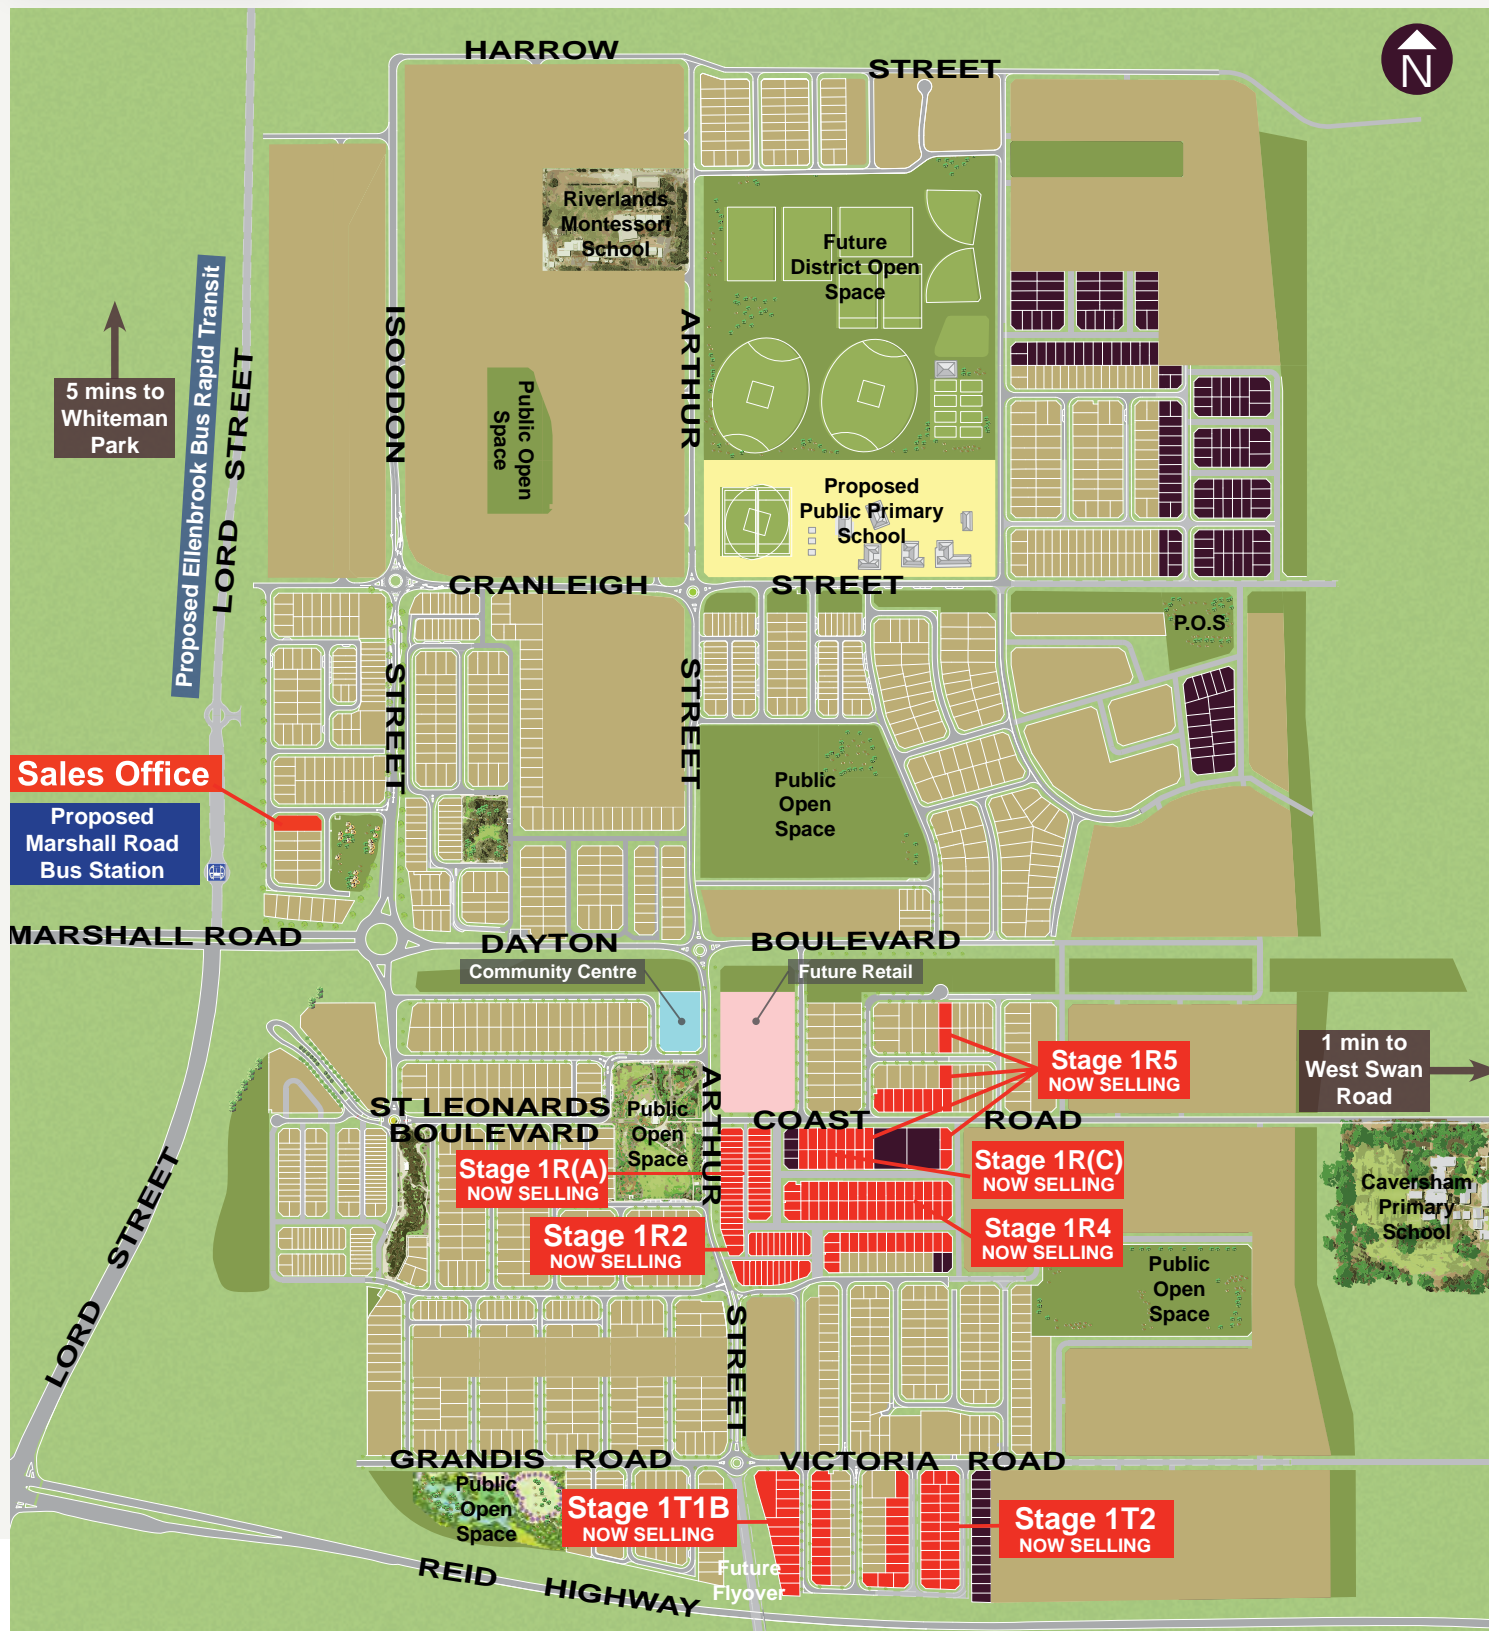 HARROW STREET
N
Riverlands
Montessori
School
Future
District Open
Space
ISOODON STREET
ARTHUR STREET
Proposed Ellenbrook Bus Rapid Transit
LORD STREET
LORD STREET
5 mins to
Whiteman
Park
Public Open
Space
Proposed
Public Primary
School
CRANLEIGH STREET
P.O.S
Sales Office
Proposed
Marshall Road
Bus Station
Public
Open
Space
MARSHALL ROAD
DAYTON BOULEVARD
Community Centre
Future Retail
Stage 1R5
NOW SELLING
1 min to
West Swan
Road
ST LEONARDS
BOULEVARD
Public
Open
Space
ARTHUR STREET
COAST ROAD
Stage 1R(A)
NOW SELLING
Stage 1R(C)
NOW SELLING
Stage 1R2
NOW SELLING
Stage 1R4
NOW SELLING
Caversham
Primary
School
Public
Open
Space
LORD STREET
GRANDIS ROAD
VICTORIA ROAD
Public
Open
Space
Stage 1T1B
NOW SELLING
Stage 1T2
NOW SELLING
Future
Flyover
REID HIGHWAY